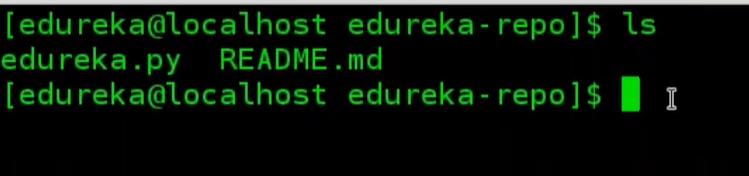 [edureka@localhost edureka-repo]$ ls
edureka.py  README.md
[edureka@localhost edureka-repo]$